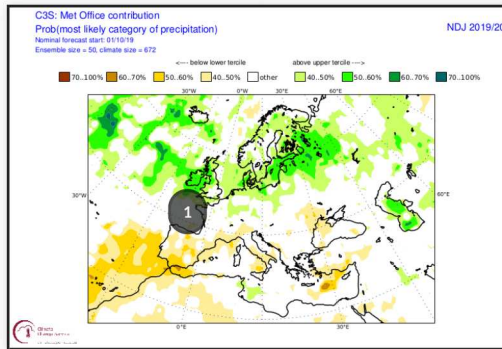 C3S: Met Office contribution
Prob(most likely category of precipitation) NDJ 2019/20
Nominal forecast start: 01/10/19
Ensemble size = 50, climate size = 672
<---- below lower tercile above upper tercile ---->
70..100% 60..70% 50..60% 40..50% other 40..50% 50..60% 60..70% 70..100%
30°W 0°W 30°E 60°E
30°W 60°E
1
0°E 30°E
Climate